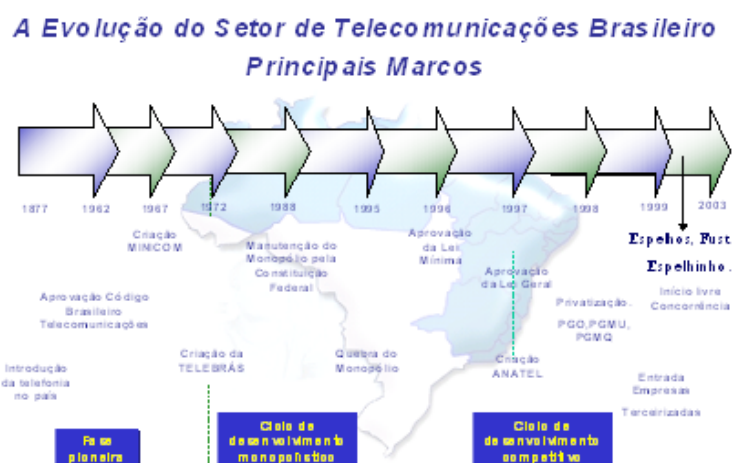 A Evolução do Setor de Telecomunicações Brasileiro
Principais Marcos
1877 1962 1967 1972 1988 1995 1996 1997 1998 1999 2003
Criação
MINICOM
Manutenção do
Monopólio pela
Constituição
Federal
Aprovação
da Lei
Mínima
Aprovação
da Lei Geral
Espelhos, Fust
Espelhinho.
Início livre
Concorrência
Aprovação Código
Brasileiro
Telecomunicações
Privatização.
PGO,PGMU,
PGMQ
Introdução
da telefonia
no país
Criação da
TELEBRÁS
Quebra do
Monopólio
Criação
ANATEL
Entrada
Empresas
Terceirizadas
Fase
pioneira
Ciclo de
desenvolvimento
monopolístico
Ciclo de
desenvolvimento
competitivo